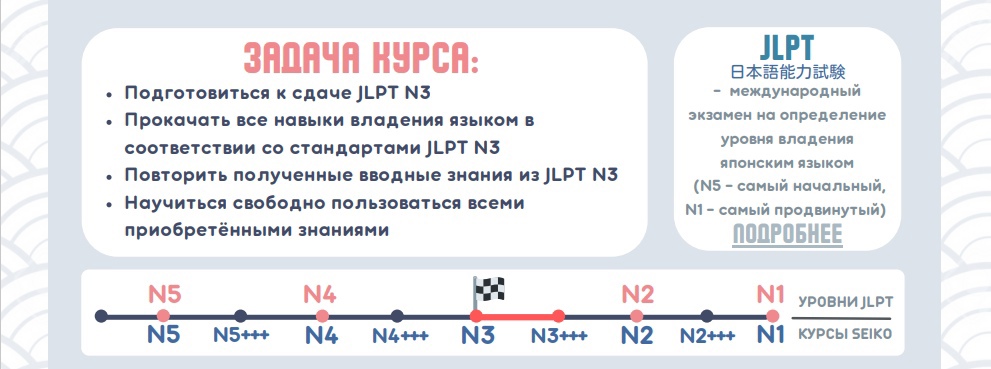 ЗАДАЧА КУРСА:
• Подготовиться к сдаче JLPT N3
• Прокачать все навыки владения языком в
соответствии со стандартами JLPT N3
• Повторить полученные вводные знания из JLPT N3
• Научиться свободно пользоваться всеми
приобретёнными знаниями
JLPT
日本語能力試験
- международный
экзамен на определение
уровня владения
японским языком
(N5 - самый начальный,
N1 - самый продвинутый)
ПОДРОБНЕЕ
N5 N4 N2 N1 УРОВНИ JLPT
N5 N5+++ N4 N4+++ N3 N3+++ N2 N2+++ N1 КУРСЫ SEIKO